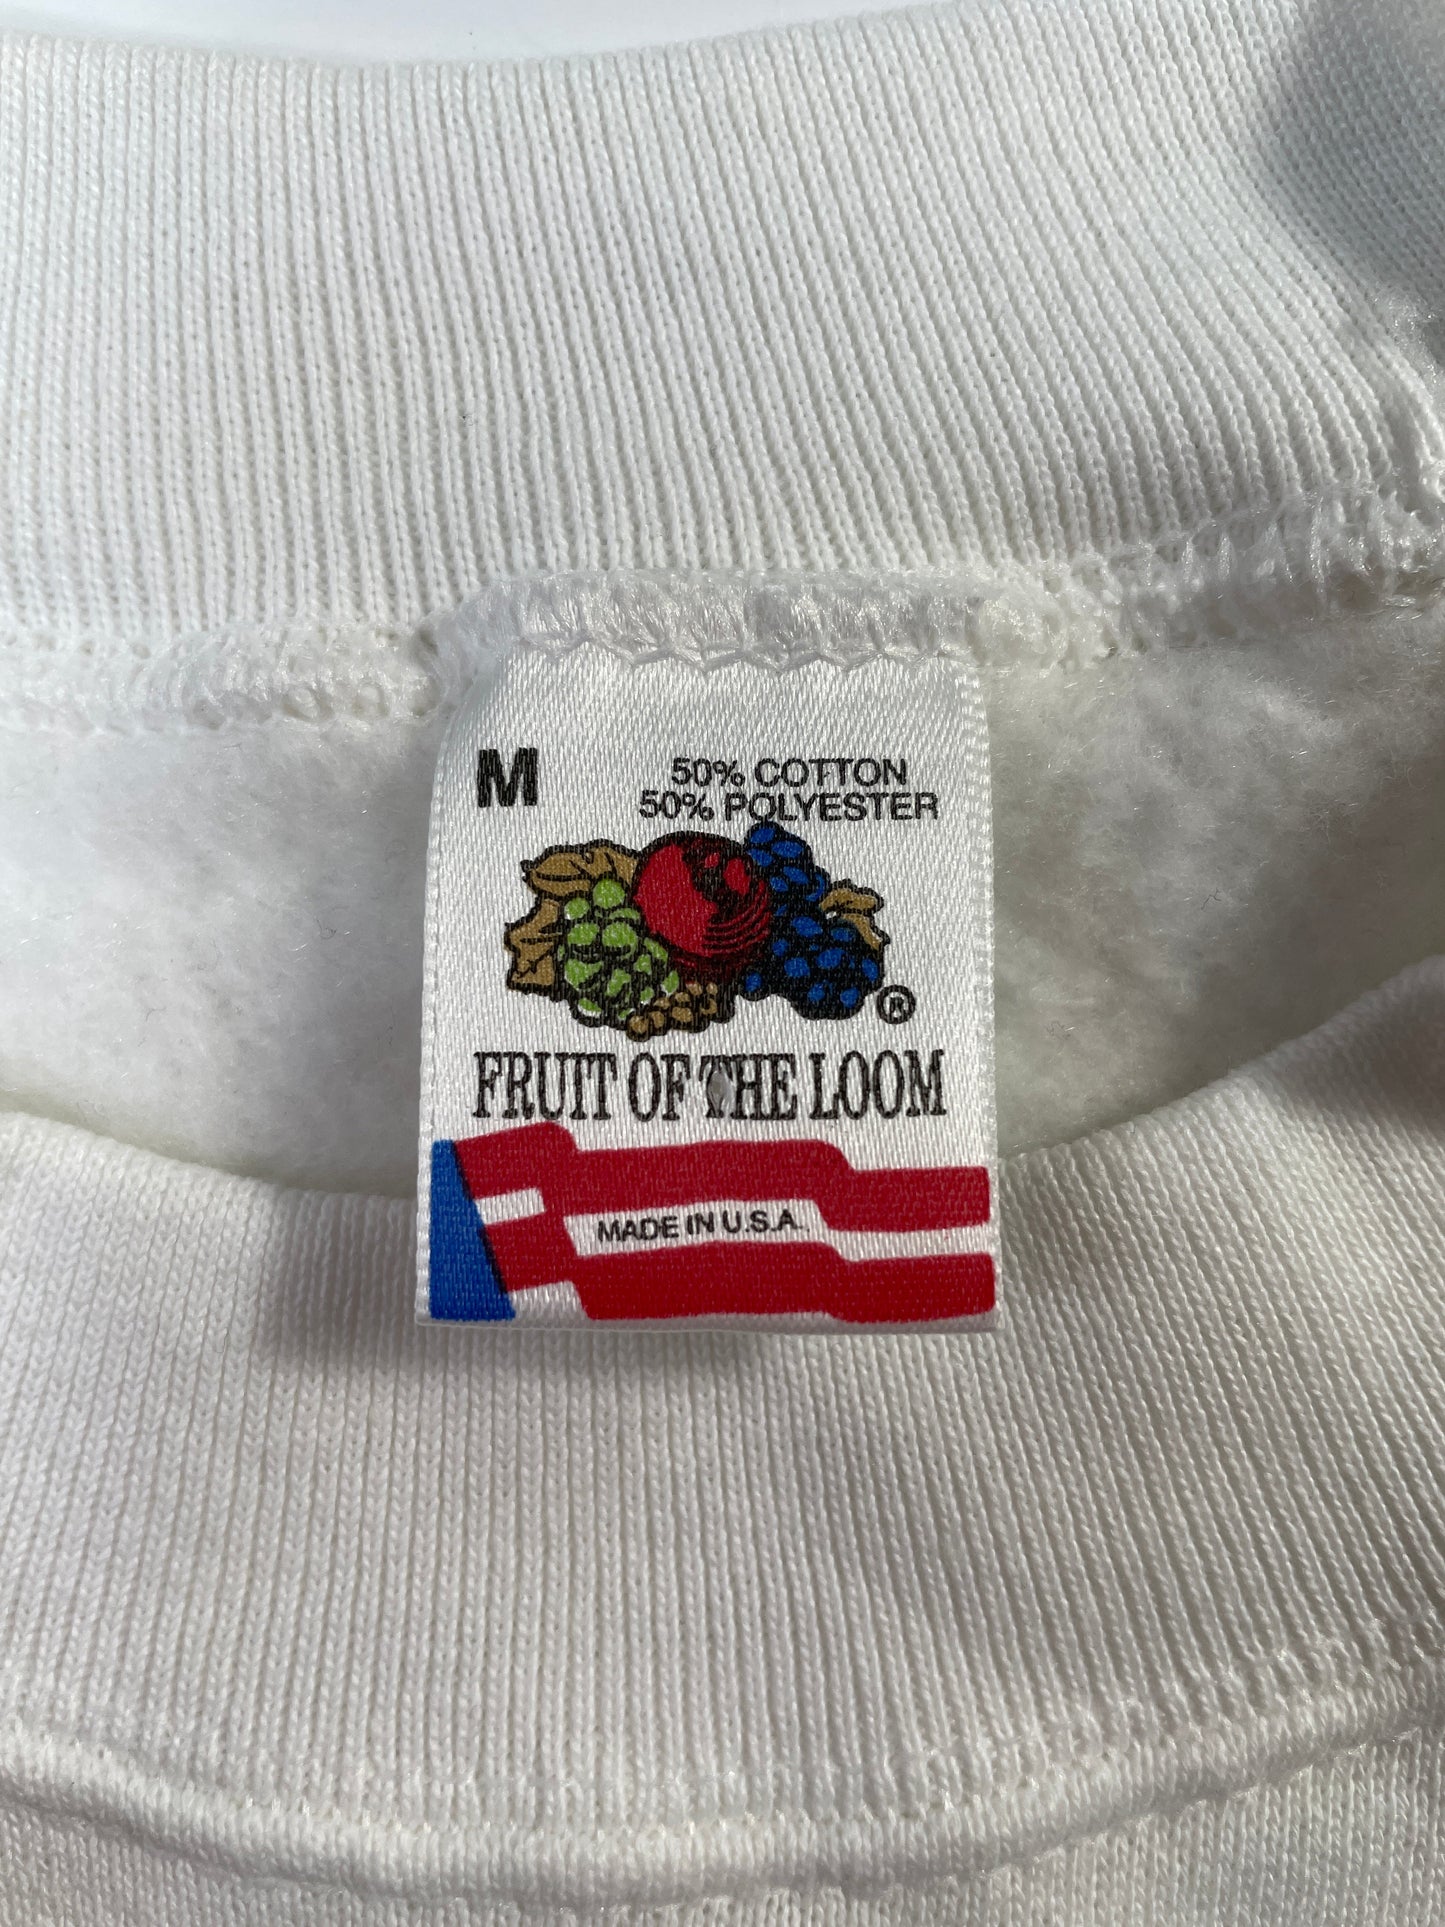 M
50% COTTON
50% POLYESTER
®
FRUIT OF THE LOOM
MADE IN U.S.A.